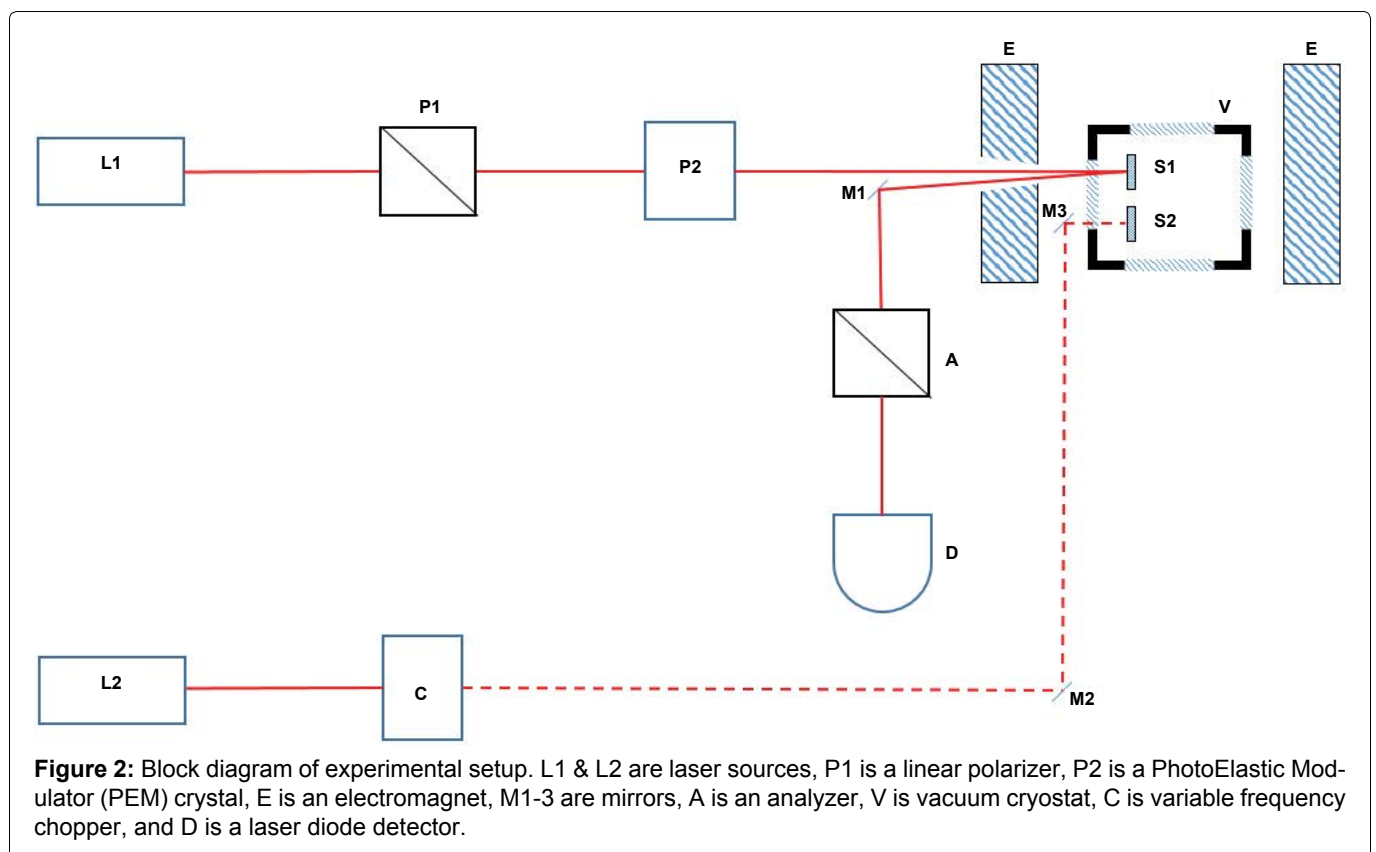 E
E
P1
V
L1
P2
S1
M1
M3
S2
A
D
L2
C
M2
Figure 2: Block diagram of experimental setup. L1 & L2 are laser sources, P1 is a linear polarizer, P2 is a PhotoElastic Mod-
ulator (PEM) crystal, E is an electromagnet, M1-3 are mirrors, A is an analyzer, V is vacuum cryostat, C is variable frequency
chopper, and D is a laser diode detector.